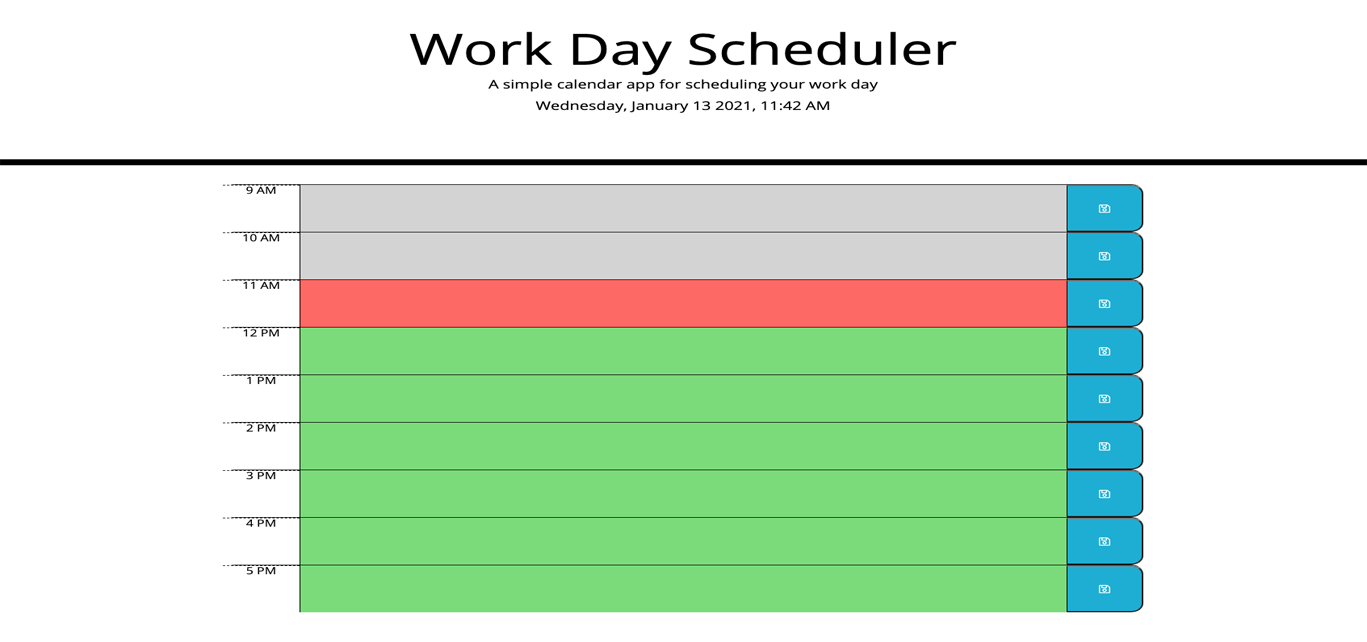 Work Day Scheduler
A simple calendar app for scheduling your work day
Wednesday, January 13 2021, 11:42 AM
9 AM
10 AM
11 AM
12 PM
1 PM
2 PM
3 PM
4 PM
5 PM